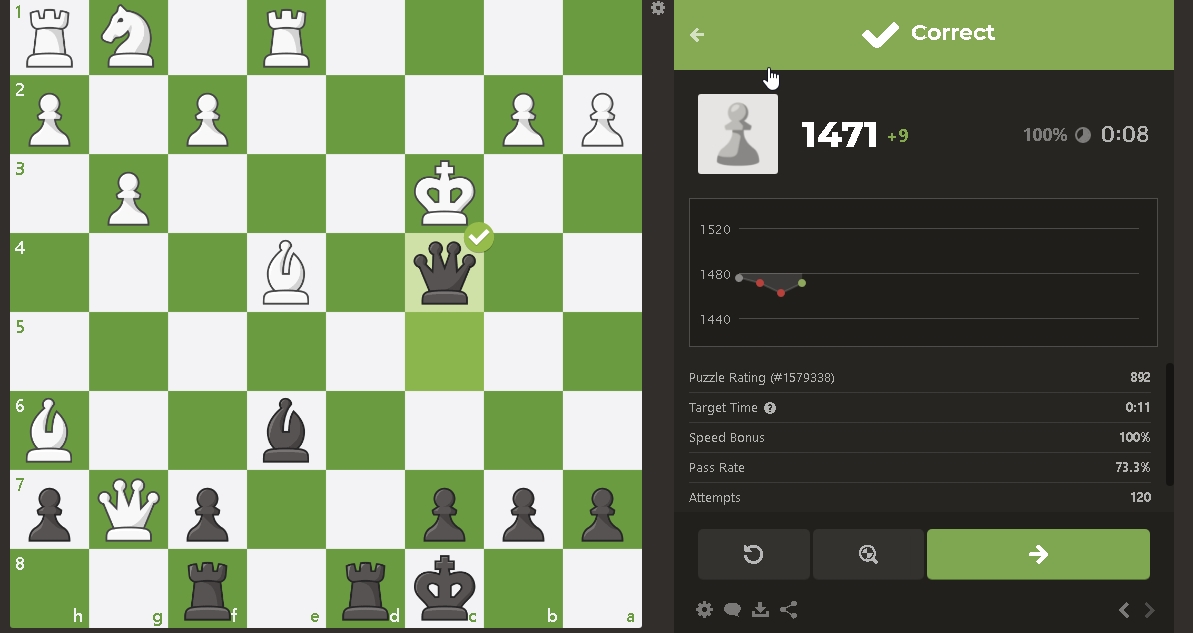 1
2
3
4
5
6
7
8
h
g
f
e
d
c
b
a
Correct
1471 +9
100% 0:08
1520
1480
1440
Puzzle Rating (#1579338) 892
Target Time ? 0:11
Speed Bonus 100%
Pass Rate 73.3%
Attempts 120